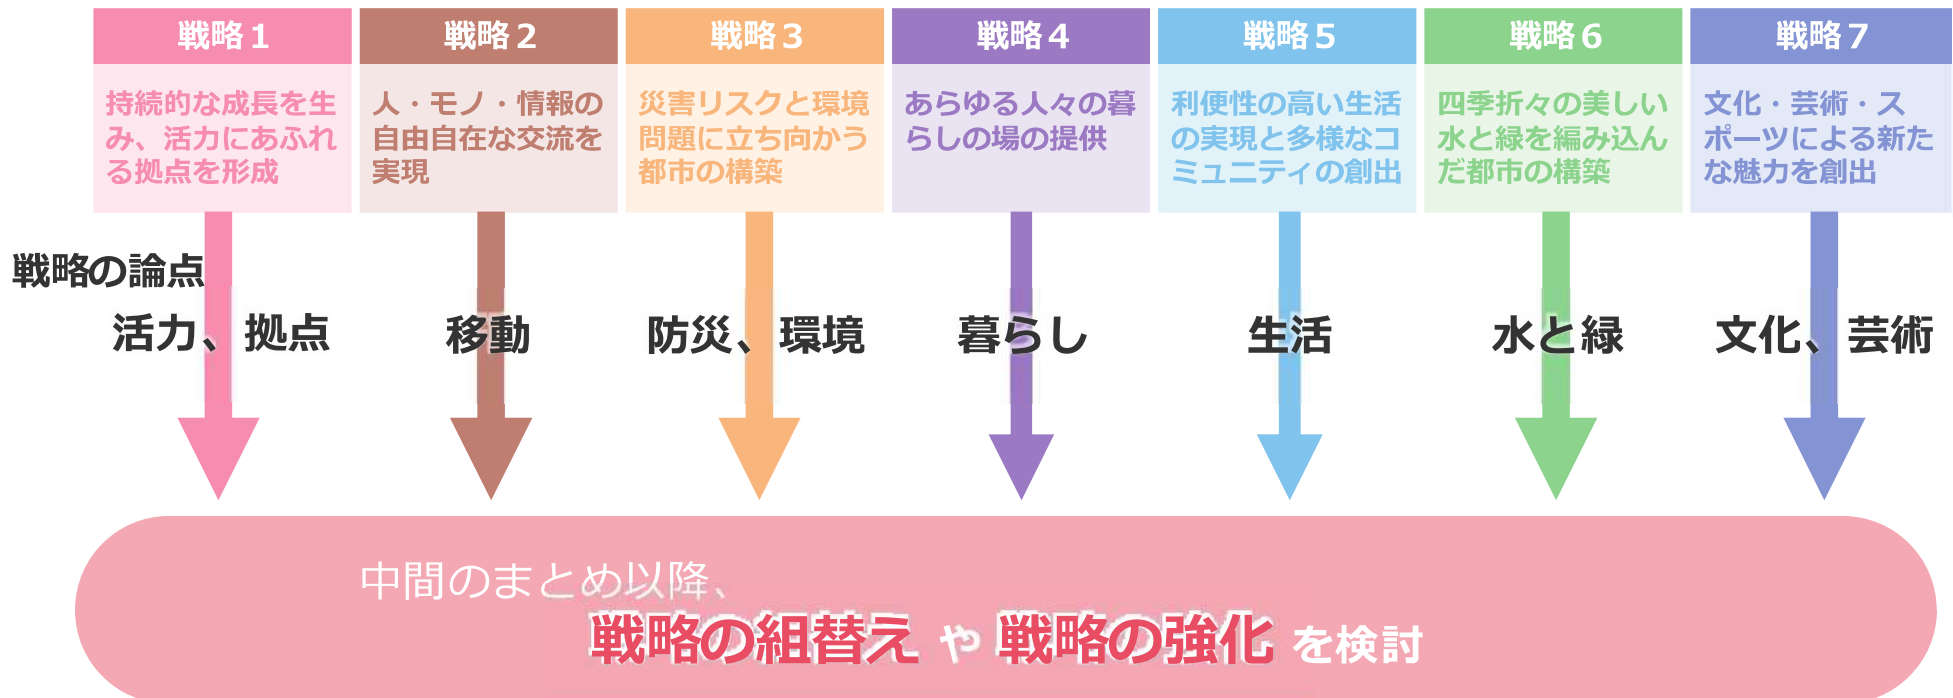 戦略1
戦略2
戦略3
戦略4
戦略5
戦略6
戦略7
持続的な成長を生
み、活力にあふれ
る拠点を形成
人・モノ・情報の
自由自在な交流を
実現
災害リスクと環境
問題に立ち向かう
都市の構築
あらゆる人々の暮
らしの場の提供
利便性の高い生活
の実現と多様なコ
ミュニティの創出
四季折々の美しい
水と緑を編み込ん
だ都市の構築
文化・芸術・ス
ポーツによる新た
な魅力を創出
戦略の論点
活力、拠点
移動
防災、環境
暮らし
生活
水と緑
文化、芸術
中間のまとめ以降、
戦略の組替え や 戦略の強化 を検討